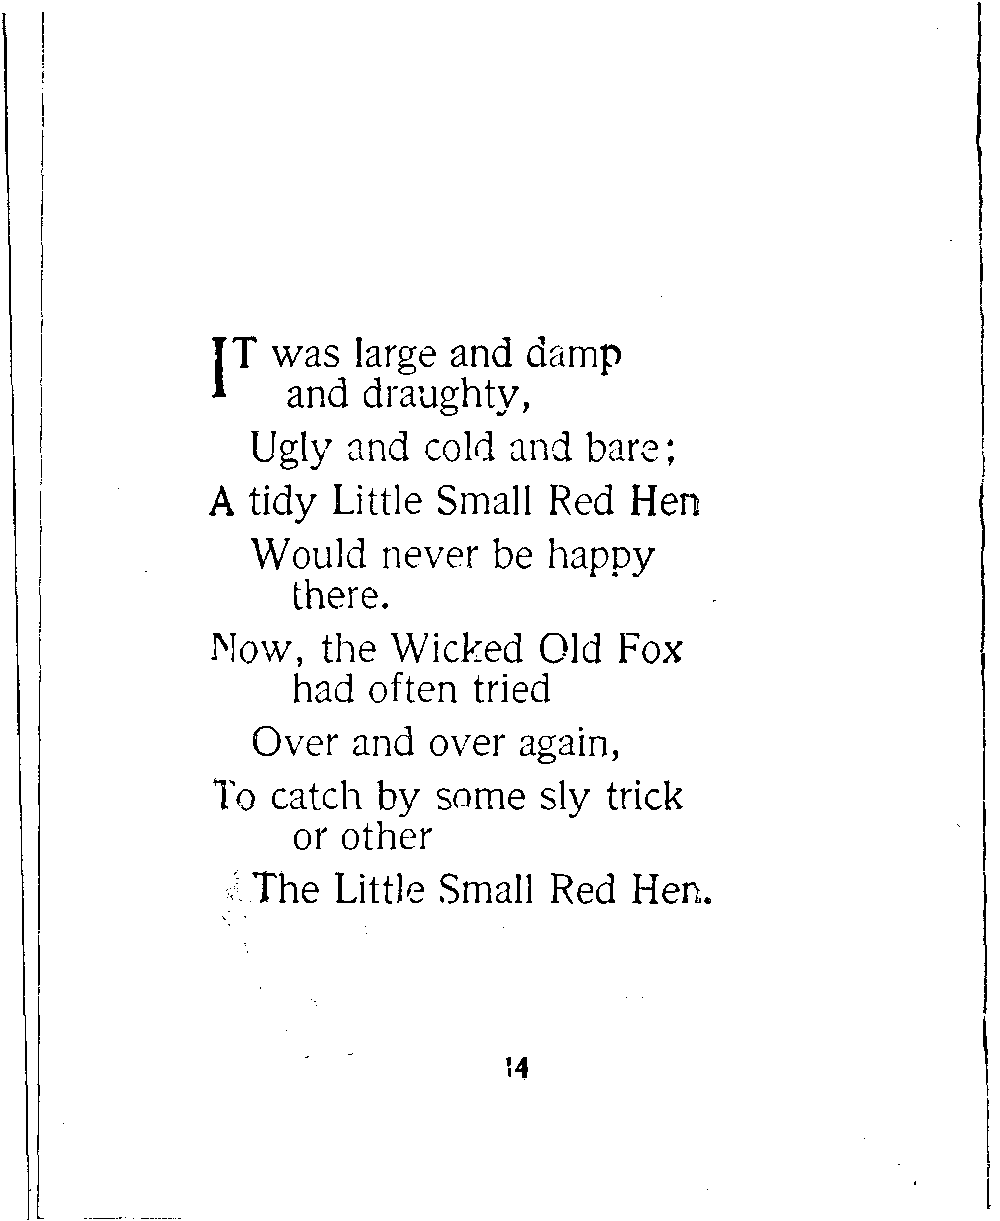 IT was large and damp
and draughty,
Ugly and cold and bare;
A tidy Little Small Red Hen
Would never be happy
there.
Now, the Wicked Old Fox
had often tried
Over and over again,
To catch by some sly trick
or other
The Little Small Red Hen.
14